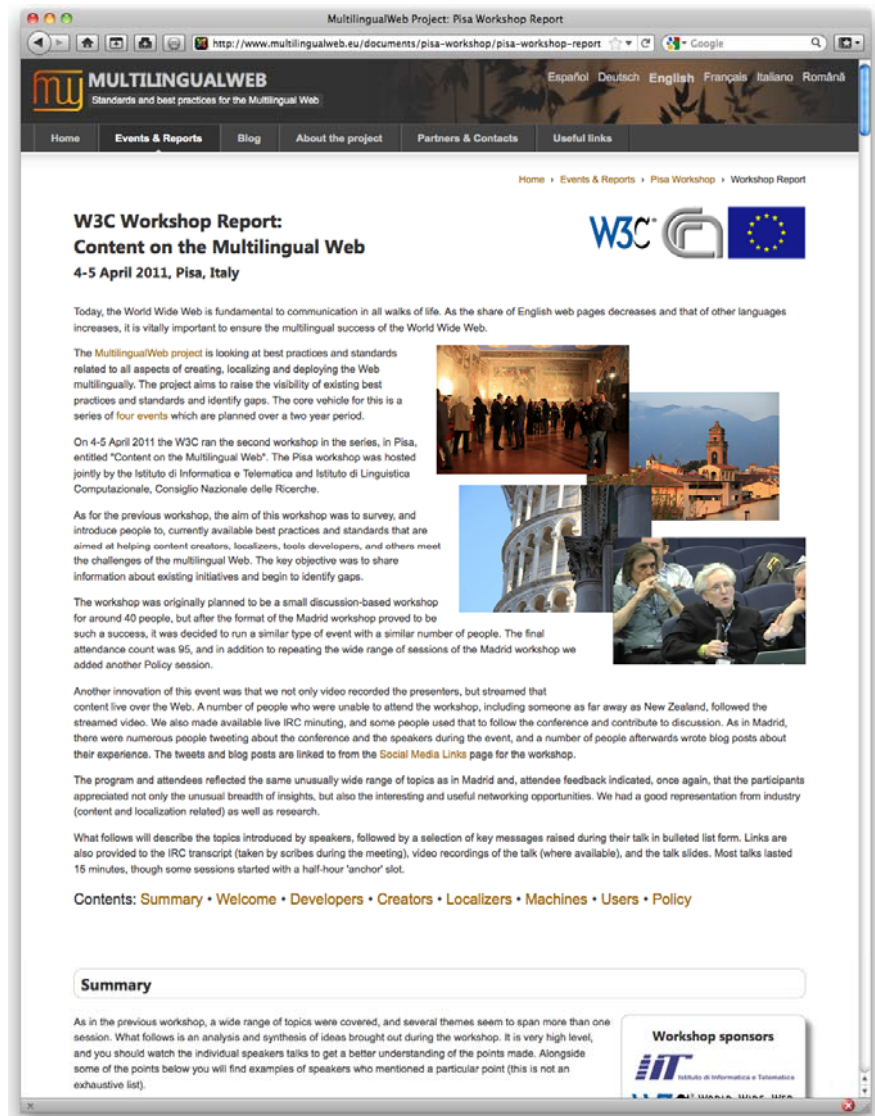 MultilingualWeb Project: Pisa Workshop Report
http://www.multilingualweb.eu/documents/pisa-workshop/pisa-workshop-report
Google
MULTILINGUALWEB
Standards and best practices for the Multilingual Web
Español Deutsch English Français Italiano Română
Home Events & Reports Blog About the project Partners & Contacts Useful links
Home › Events & Reports › Pisa Workshop › Workshop Report
W3C Workshop Report:
Content on the Multilingual Web
4-5 April 2011, Pisa, Italy
W3C
Today, the World Wide Web is fundamental to communication in all walks of life. As the share of English web pages decreases and that of other languages
increases, it is vitally important to ensure the multilingual success of the World Wide Web.
The MultilingualWeb project is looking at best practices and standards
related to all aspects of creating, localizing and deploying the Web
multilingually. The project aims to raise the visibility of existing best
practices and standards and identify gaps. The core vehicle for this is a
series of four events which are planned over a two year period.
On 4-5 April 2011 the W3C ran the second workshop in the series, in Pisa,
entitled "Content on the Multilingual Web". The Pisa workshop was hosted
jointly by the Istituto di Informatica e Telematica and Istituto di Linguistica
Computazionale, Consiglio Nazionale delle Ricerche.
As for the previous workshop, the aim of this workshop was to survey, and
introduce people to, currently available best practices and standards that are
aimed at helping content creators, localizers, tools developers, and others meet
the challenges of the multilingual Web. The key objective was to share
information about existing initiatives and begin to identify gaps.
The workshop was originally planned to be a small discussion-based workshop
for around 40 people, but after the format of the Madrid workshop proved to be
such a success, it was decided to run a similar type of event with a similar number of people. The final
attendance count was 95, and in addition to repeating the wide range of sessions of the Madrid workshop we
added another Policy session.
Another innovation of this event was that we not only video recorded the presenters, but streamed that
content live over the Web. A number of people who were unable to attend the workshop, including someone as far away as New Zealand, followed the
streamed video. We also made available live IRC minuting, and some people used that to follow the conference and contribute to discussion. As in Madrid,
there were numerous people tweeting about the conference and the speakers during the event, and a number of people afterwards wrote blog posts about
their experience. The tweets and blog posts are linked to from the Social Media Links page for the workshop.
The program and attendees reflected the same unusually wide range of topics as in Madrid and, attendee feedback indicated, once again, that the participants
appreciated not only the unusual breadth of insights, but also the interesting and useful networking opportunities. We had a good representation from industry
(content and localization related) as well as research.
What follows will describe the topics introduced by speakers, followed by a selection of key messages raised during their talk in bulleted list form. Links are
also provided to the IRC transcript (taken by scribes during the meeting), video recordings of the talk (where available), and the talk slides. Most talks lasted
15 minutes, though some sessions started with a half-hour 'anchor' slot.
Contents: Summary • Welcome • Developers • Creators • Localizers • Machines • Users • Policy
Summary
As in the previous workshop, a wide range of topics were covered, and several themes seem to span more than one
session. What follows is an analysis and synthesis of ideas brought out during the workshop. It is very high level,
and you should watch the individual speakers talks to get a better understanding of the points made. Alongside
some of the points below you will find examples of speakers who mentioned a particular point (this is not an
exhaustive list).
Workshop sponsors
IIT
Istituto di Informatica e Telematica